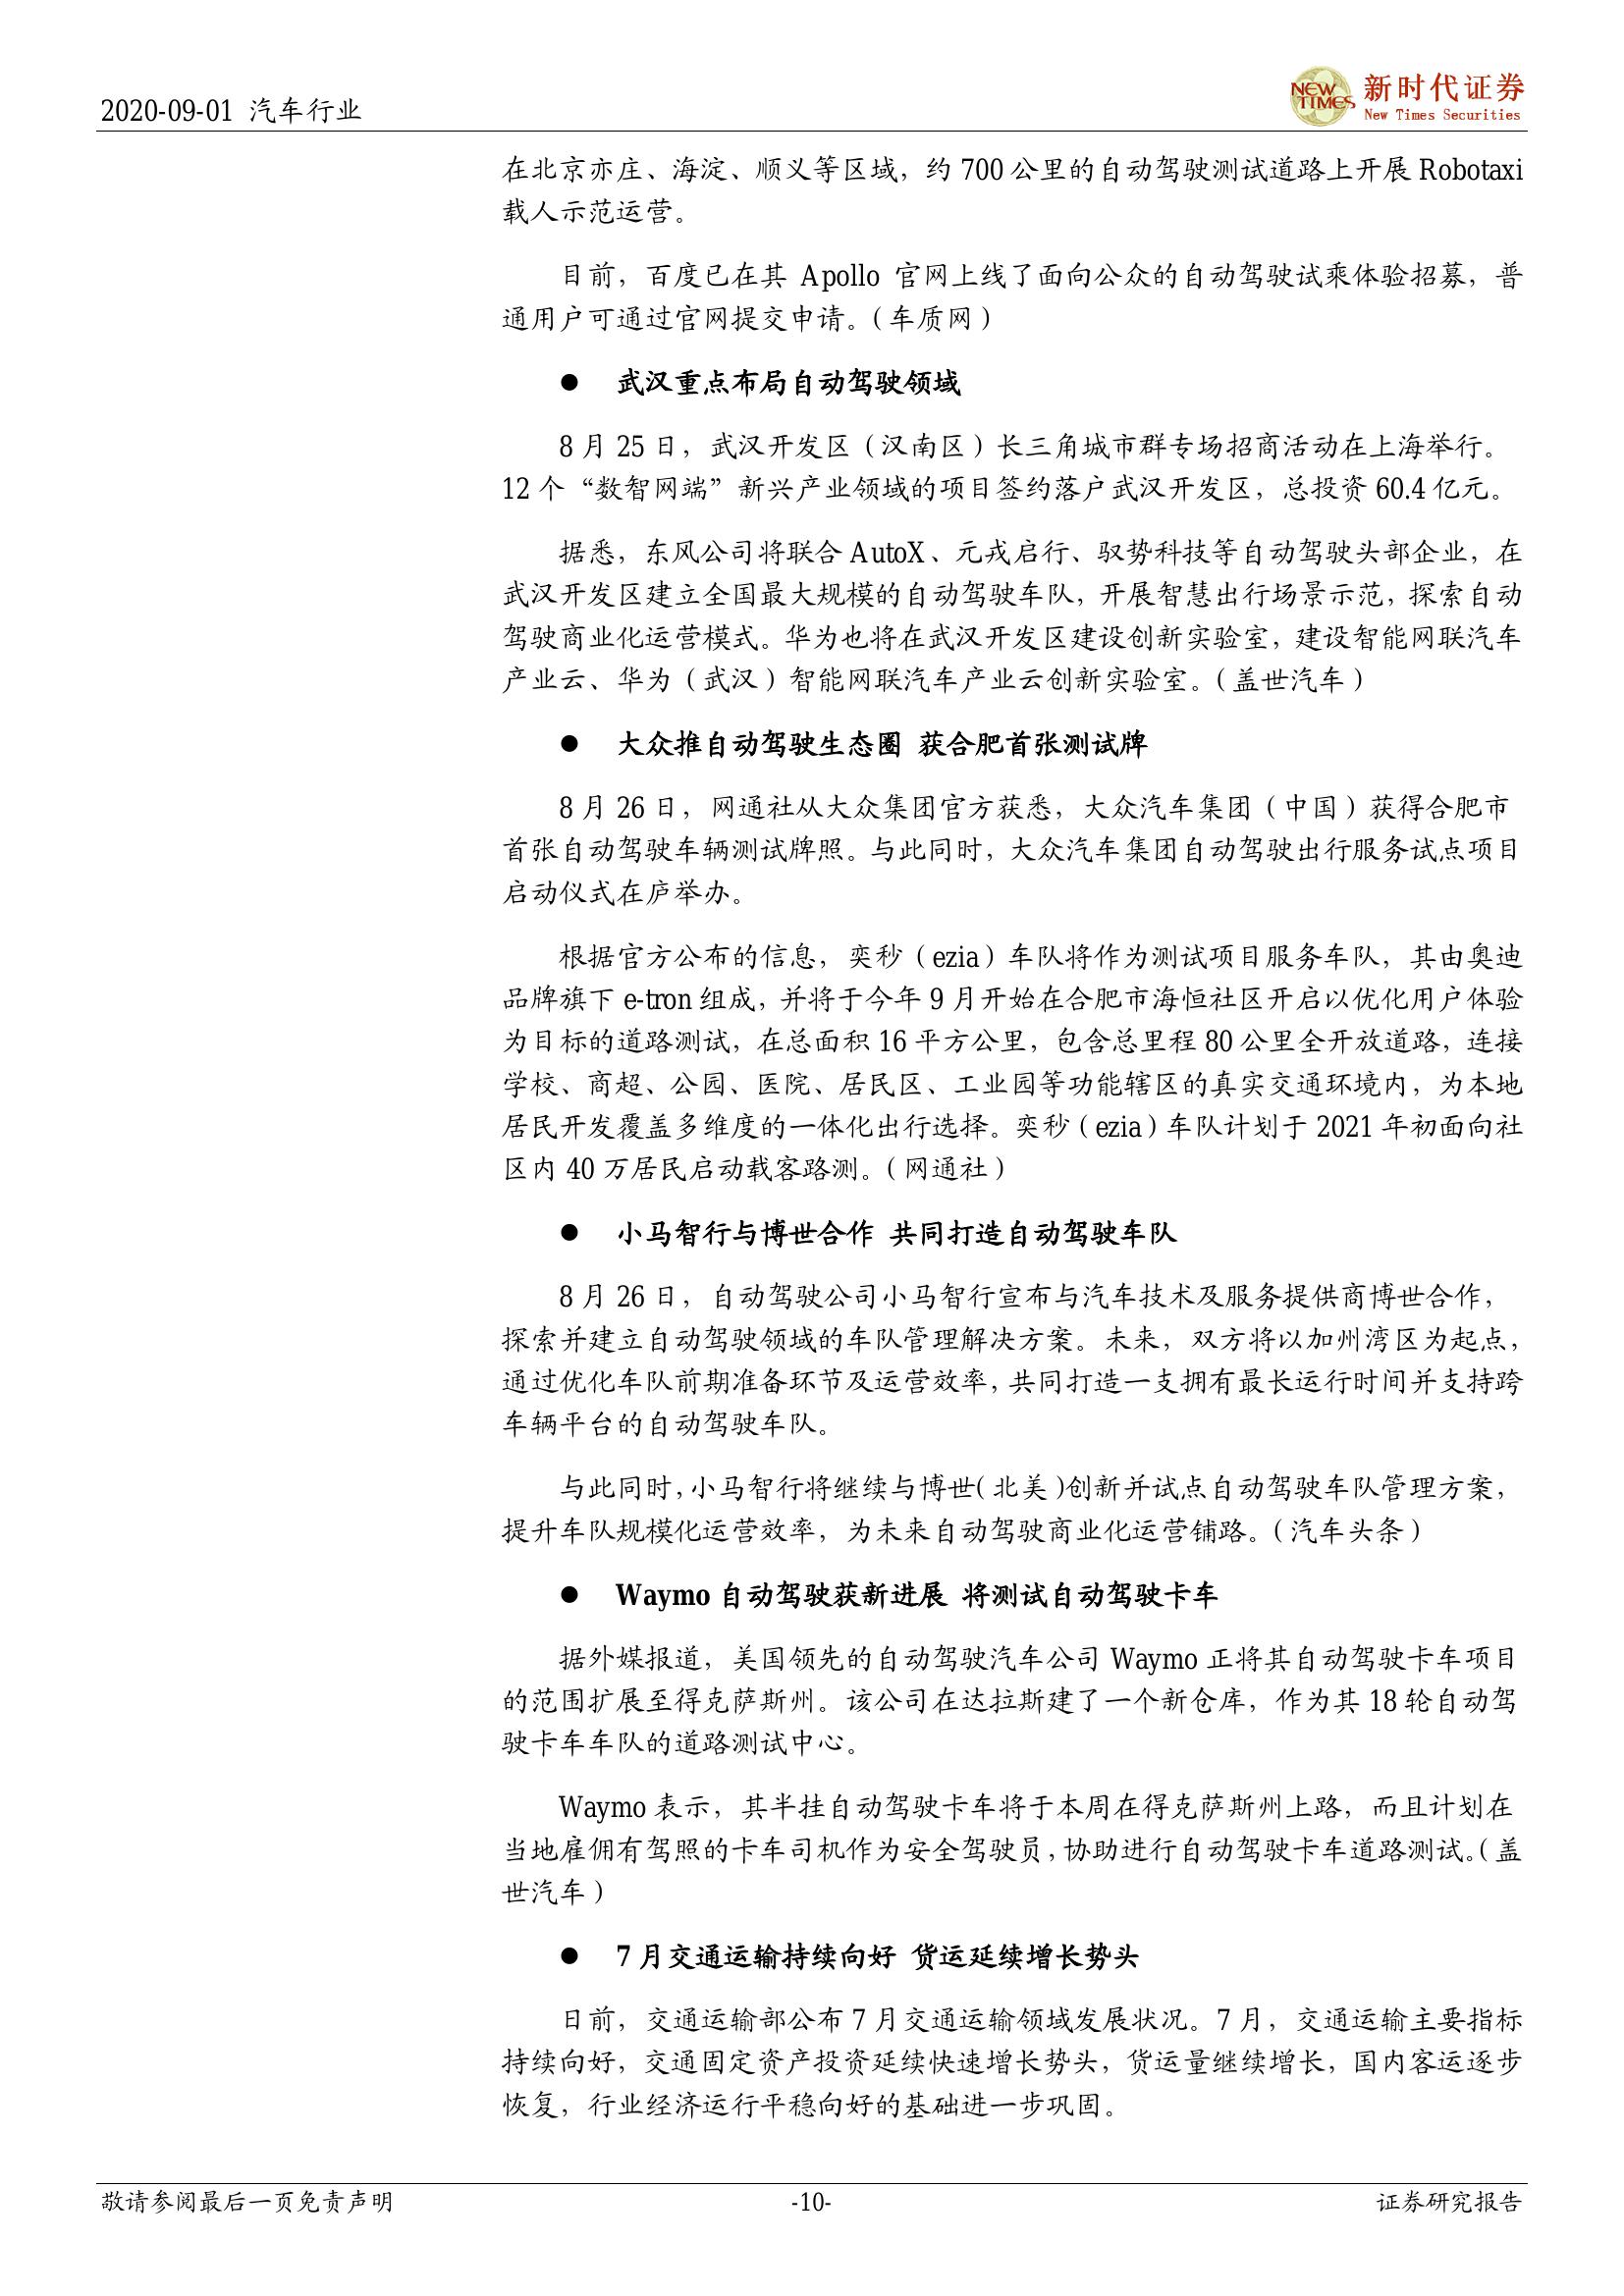 2020-09-01 汽车行业
NEW TIMES
新时代证券
New Times Securities
在北京亦庄、海淀、顺义等区域，约 700 公里的自动驾驶测试道路上开展 Robotaxi
载人示范运营。
目前，百度已在其 Apollo 官网上线了面向公众的自动驾驶试乘体验招募，普
通用户可通过官网提交申请。（车质网）
● 武汉重点布局自动驾驶领域
8 月 25 日，武汉开发区（汉南区）长三角城市群专场招商活动在上海举行。
12 个“数智网端”新兴产业领域的项目签约落户武汉开发区，总投资 60.4 亿元。
据悉，东风公司将联合 AutoX、元戎启行、驭势科技等自动驾驶头部企业，在
武汉开发区建立全国最大规模的自动驾驶车队，开展智慧出行场景示范，探索自动
驾驶商业化运营模式。华为也将在武汉开发区建设创新实验室，建设智能网联汽车
产业云、华为（武汉）智能网联汽车产业云创新实验室。（盖世汽车）
● 大众推自动驾驶生态圈 获合肥首张测试牌
8 月 26 日，网通社从大众集团官方获悉，大众汽车集团（中国）获得合肥市
首张自动驾驶车辆测试牌照。与此同时，大众汽车集团自动驾驶出行服务试点项目
启动仪式在庐举办。
根据官方公布的信息，奕秒（ezia）车队将作为测试项目服务车队，其由奥迪
品牌旗下 e-tron 组成，并将于今年 9 月开始在合肥市海恒社区开启以优化用户体验
为目标的道路测试，在总面积 16 平方公里，包含总里程 80 公里全开放道路，连接
学校、商超、公园、医院、居民区、工业园等功能辖区的真实交通环境内，为本地
居民开发覆盖多维度的一体化出行选择。奕秒（ezia）车队计划于 2021 年初面向社
区内 40 万居民启动载客路测。（网通社）
● 小马智行与博世合作 共同打造自动驾驶车队
8 月 26 日，自动驾驶公司小马智行宣布与汽车技术及服务提供商博世合作，
探索并建立自动驾驶领域的车队管理解决方案。未来，双方将以加州湾区为起点，
通过优化车队前期准备环节及运营效率，共同打造一支拥有最长运行时间并支持跨
车辆平台的自动驾驶车队。
与此同时，小马智行将继续与博世(北美)创新并试点自动驾驶车队管理方案，
提升车队规模化运营效率，为未来自动驾驶商业化运营铺路。（汽车头条）
● Waymo 自动驾驶获新进展 将测试自动驾驶卡车
据外媒报道，美国领先的自动驾驶汽车公司 Waymo 正将其自动驾驶卡车项目
的范围扩展至得克萨斯州。该公司在达拉斯建了一个新仓库，作为其 18 轮自动驾
驶卡车车队的道路测试中心。
Waymo 表示，其半挂自动驾驶卡车将于本周在得克萨斯州上路，而且计划在
当地雇佣有驾照的卡车司机作为安全驾驶员，协助进行自动驾驶卡车道路测试。（盖
世汽车）
● 7 月交通运输持续向好 货运延续增长势头
日前，交通运输部公布 7 月交通运输领域发展状况。7 月，交通运输主要指标
持续向好，交通固定资产投资延续快速增长势头，货运量继续增长，国内客运逐步
恢复，行业经济运行平稳向好的基础进一步巩固。
敬请参阅最后一页免责声明
-10-
证券研究报告